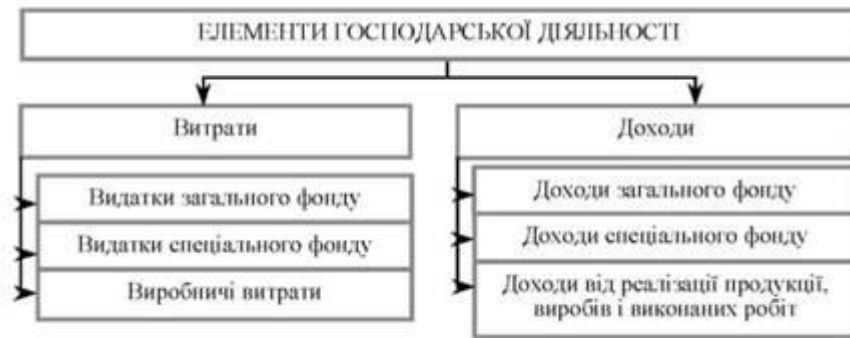 ЕЛЕМЕНТИ ГОСПОДАРСЬКОЇ ДІЯЛЬНОСТІ
Витрати
Видатки загального фонду
Видатки спеціального фонду
Виробничі витрати
Доходи
Доходи загального фонду
Доходи спеціального фонду
Доходи від реалізації продукції,
виробів і виконаних робіт